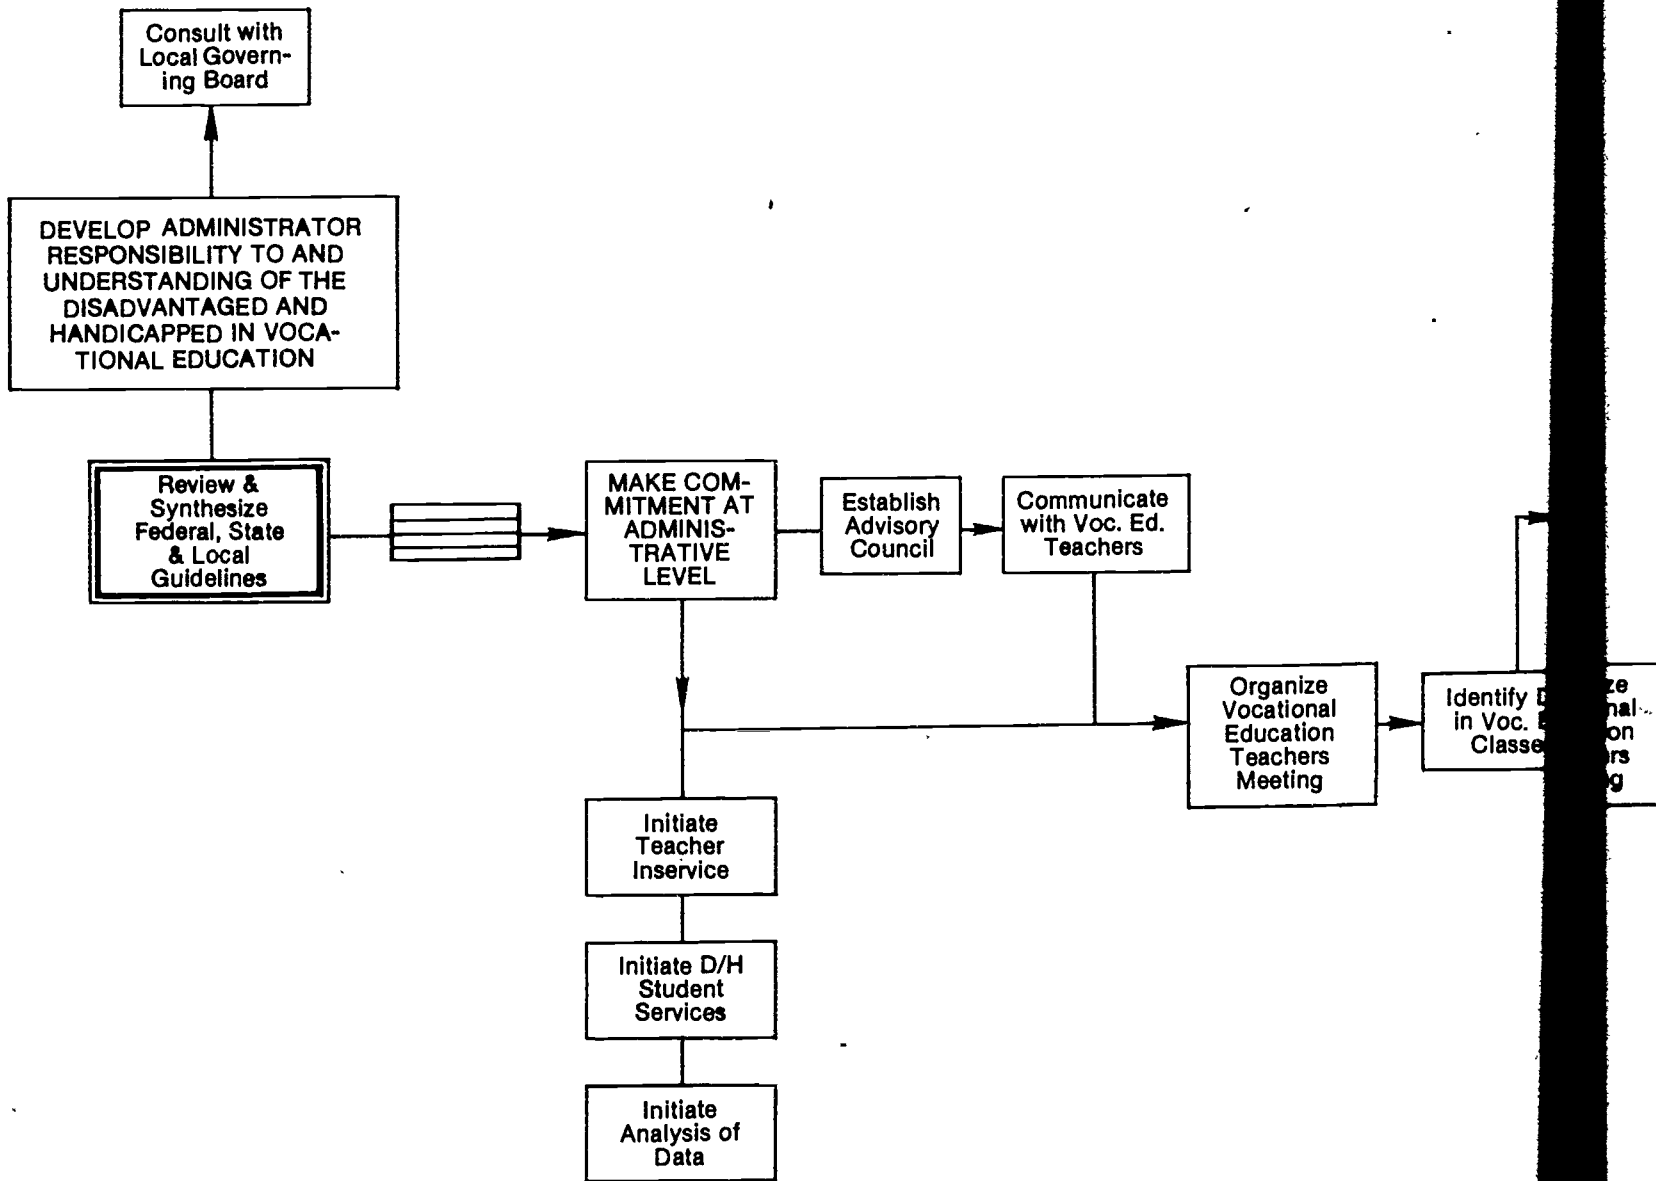 Consult with
Local Govern-
ing Board
DEVELOP ADMINISTRATOR
RESPONSIBILITY TO AND
UNDERSTANDING OF THE
DISADVANTAGED AND
HANDICAPPED IN VOCA-
TIONAL EDUCATION
Review &
Synthesize
Federal, State
& Local
Guidelines
MAKE COM-
MITMENT AT
ADMINIS-
TRATIVE
LEVEL
Establish
Advisory
Council
Communicate
with Voc. Ed.
Teachers
Organize
Vocational
Education
Teachers
Meeting
Identify
in Voc.
Initiate
Teacher
Inservice
Initiate D/H
Student
Services
Initiate
Analysis of
Data